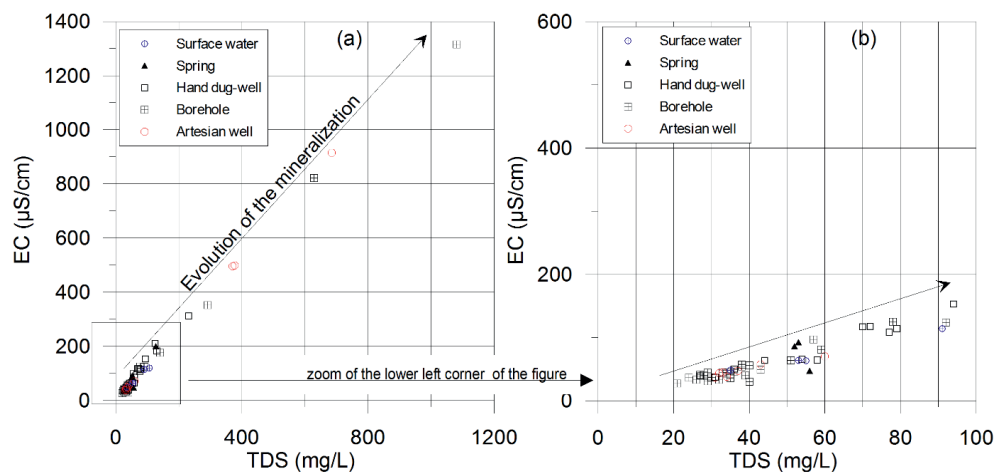 1400
1200
1000
800
600
400
200
0
EC (µS/cm)
(a)
Surface water
Spring
Hand dug-well
Borehole
Artesian well
Evolution of the mineralization
0
400
800
1200
TDS (mg/L)
zoom of the lower left corner of the figure
600
400
200
0
EC (µS/cm)
(b)
Surface water
Spring
Hand dug-well
Borehole
Artesian well
0
20
40
60
80
100
TDS (mg/L)